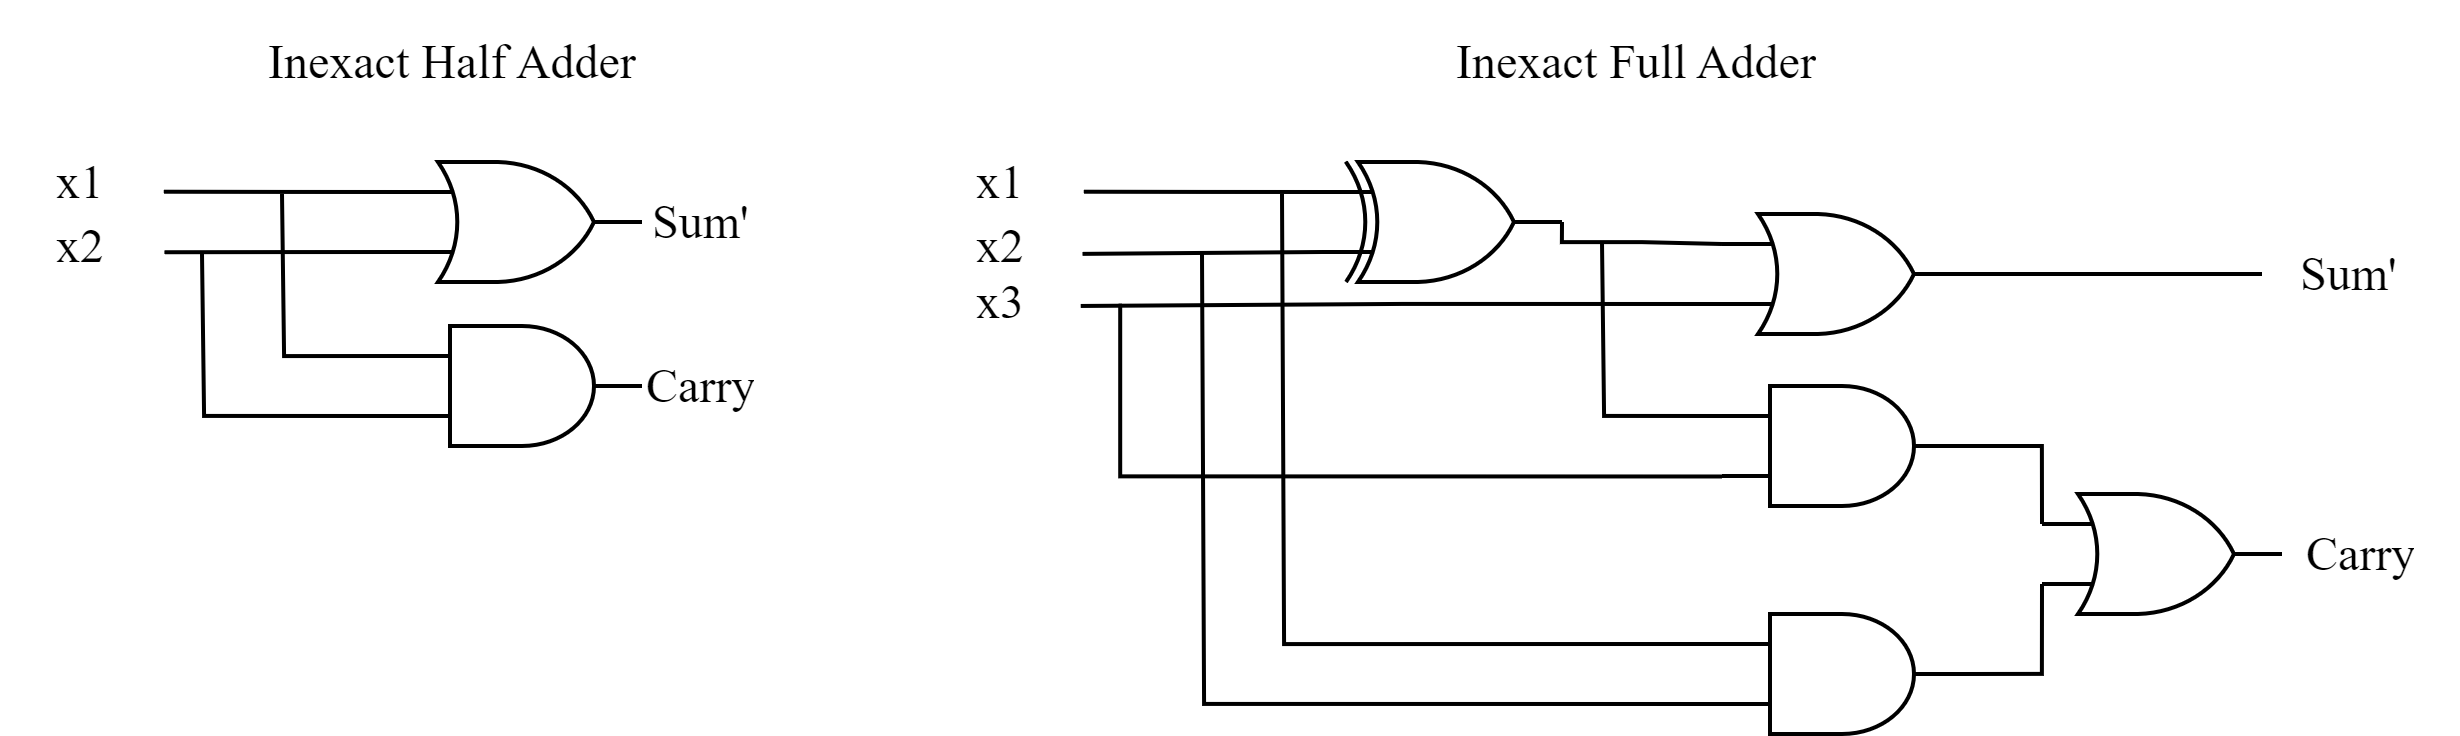 Inexact Half Adder
x1
x2
Sum'
Carry
Inexact Full Adder
x1
x2
x3
Sum'
Carry